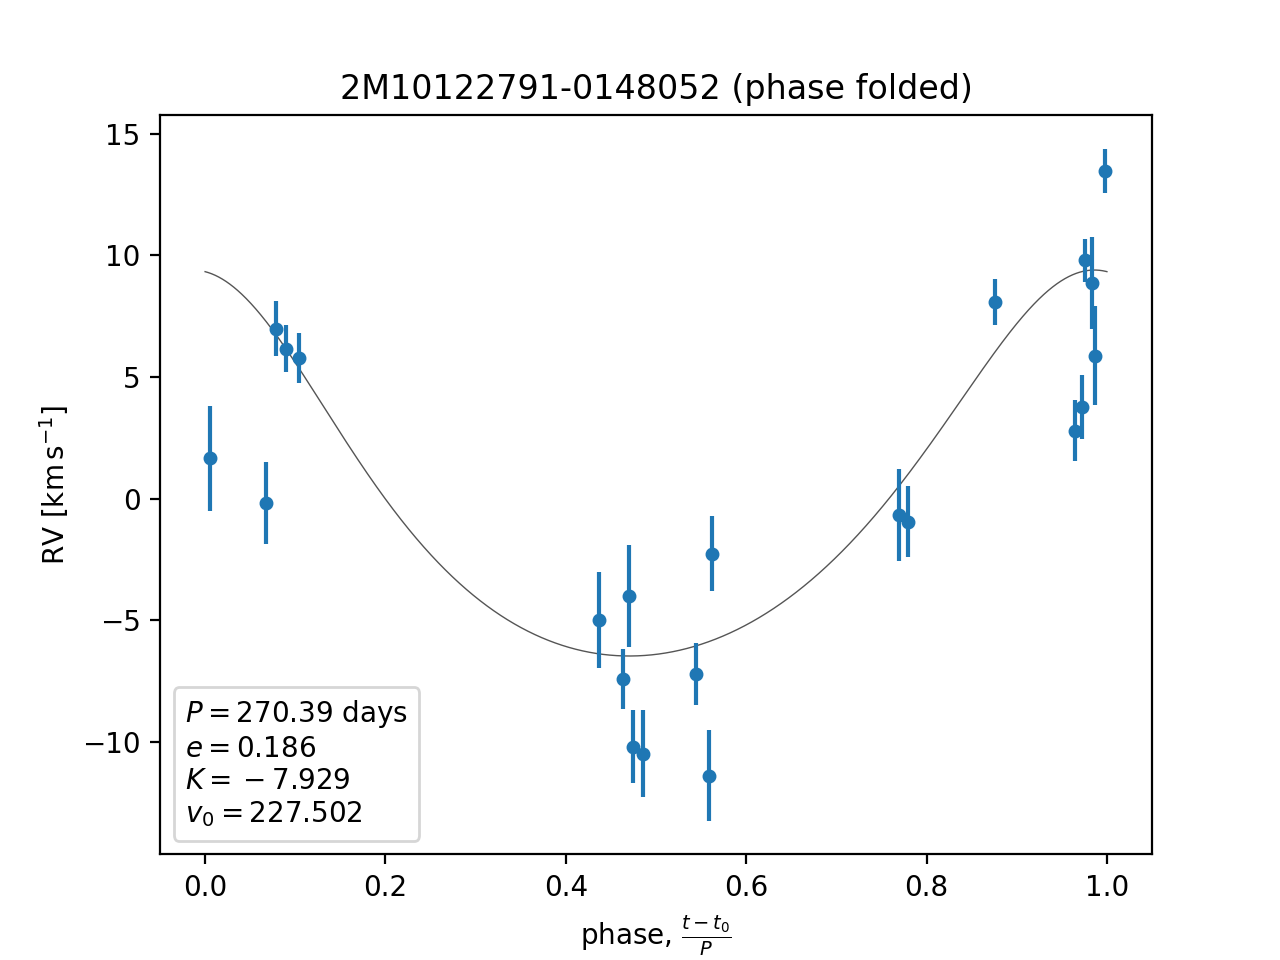 2M10122791-0148052 (phase folded)
15
10
5
0
−5
−10
RV [km s⁻¹]
P = 270.39 days
e = 0.186
K = −7.929
v₀ = 227.502
0.0 0.2 0.4 0.6 0.8 1.0
phase, (t − t₀)/P